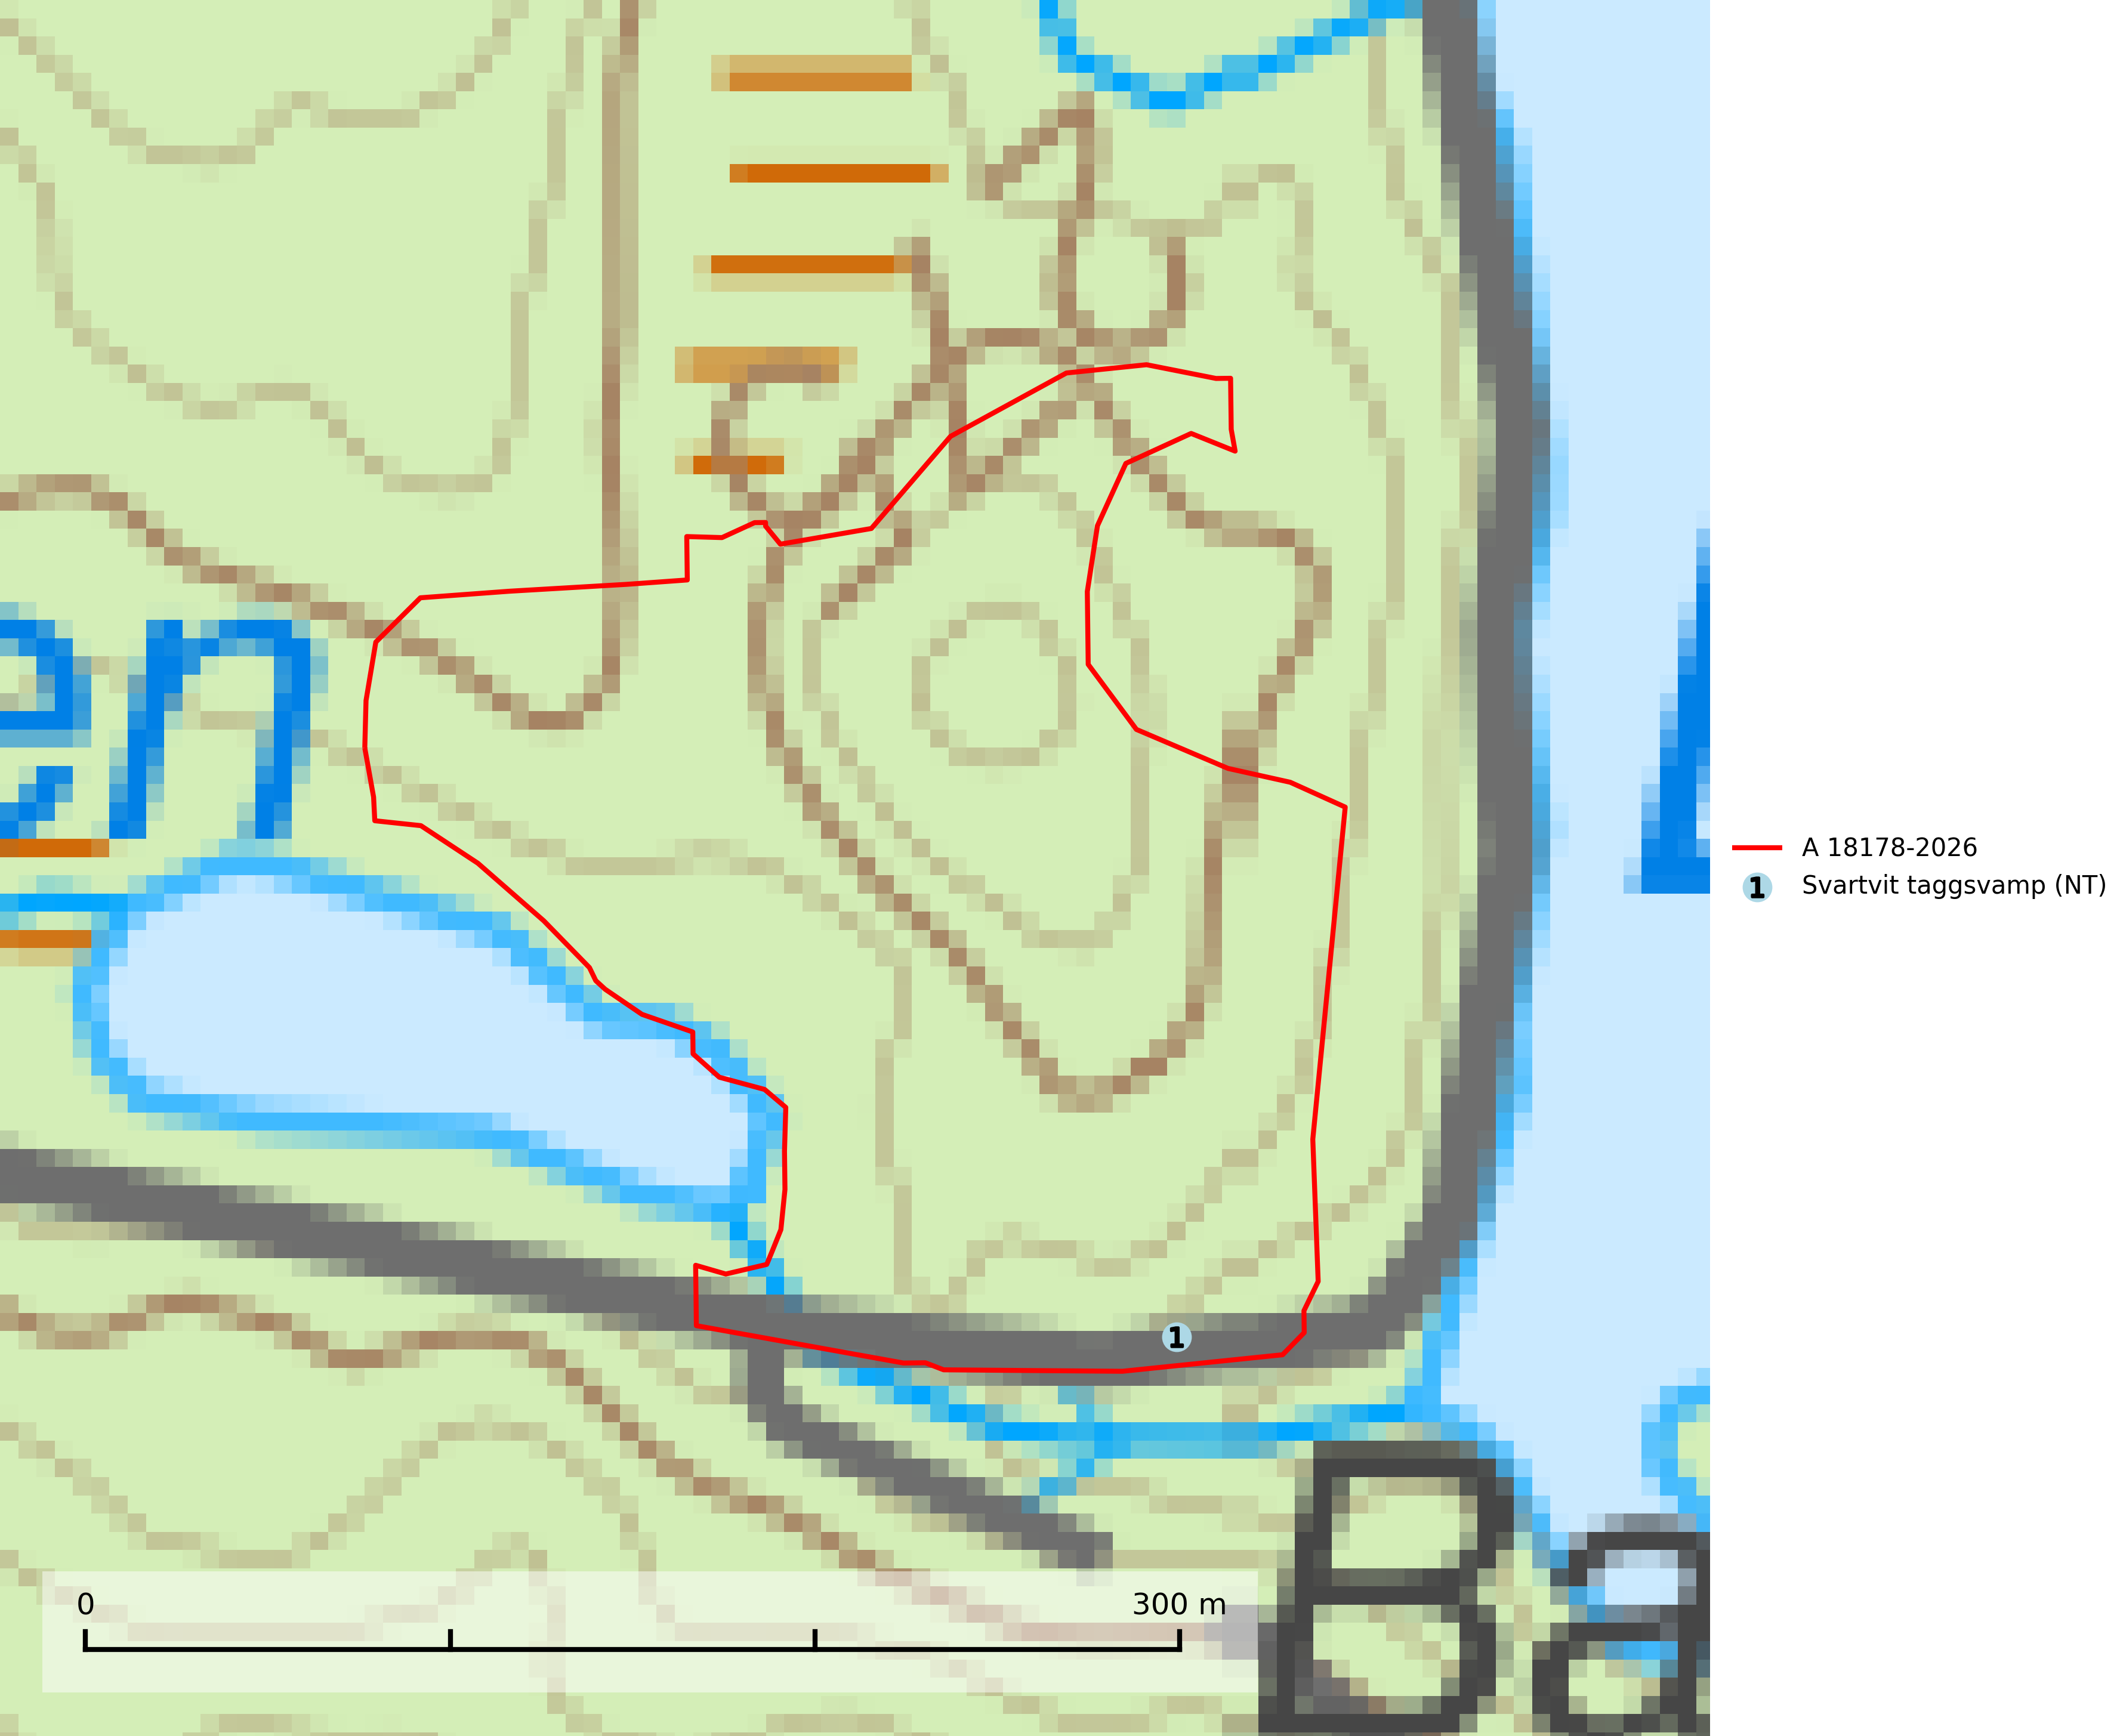 A 18178-2026
1 Svartvit taggsvamp (NT)
1
0 300 m